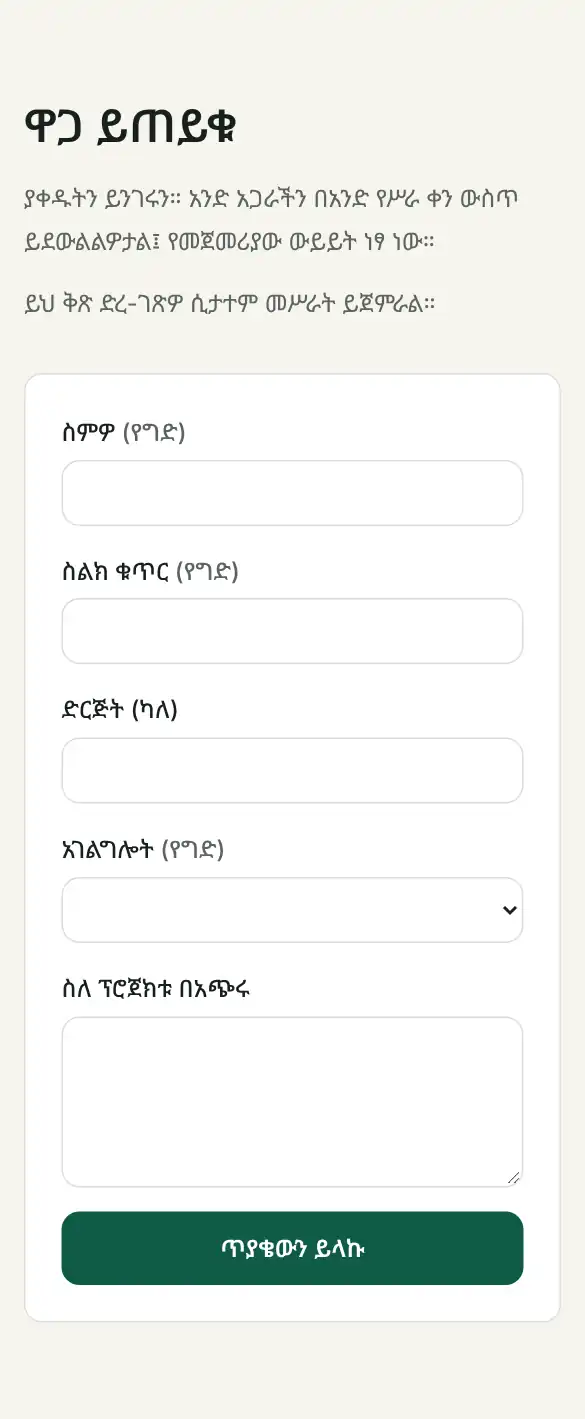 ዋጋ ይጠይቁ
ያቀዱትን ይንገሩን። አንድ አጋራችን በአንድ የሥራ ቀን ውስጥ
ይደውልልዎታል፤ የመጀመሪያው ውይይት ነፃ ነው።
ይህ ቅጽ ድረ-ገጽዎ ሲታተም መሥራት ይጀምራል።
ስምዎ (የግድ)
ስልክ ቁጥር (የግድ)
ድርጅት (ካለ)
አገልግሎት (የግድ)
ስለ ፕሮጀክቱ በአጭሩ
ጥያቄውን ይላኩ